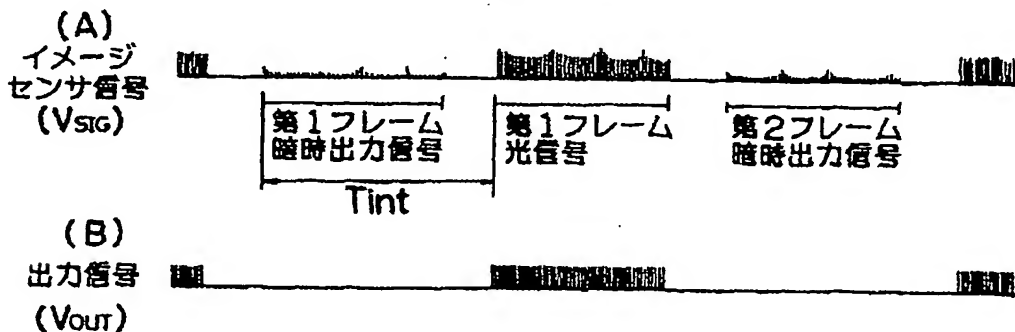 (A)
イメージ
センサ信号
(VSIG)
第1フレーム
暗時出力信号
第1フレーム
光信号
第2フレーム
暗時出力信号
Tint
(B)
出力信号
(VOUT)